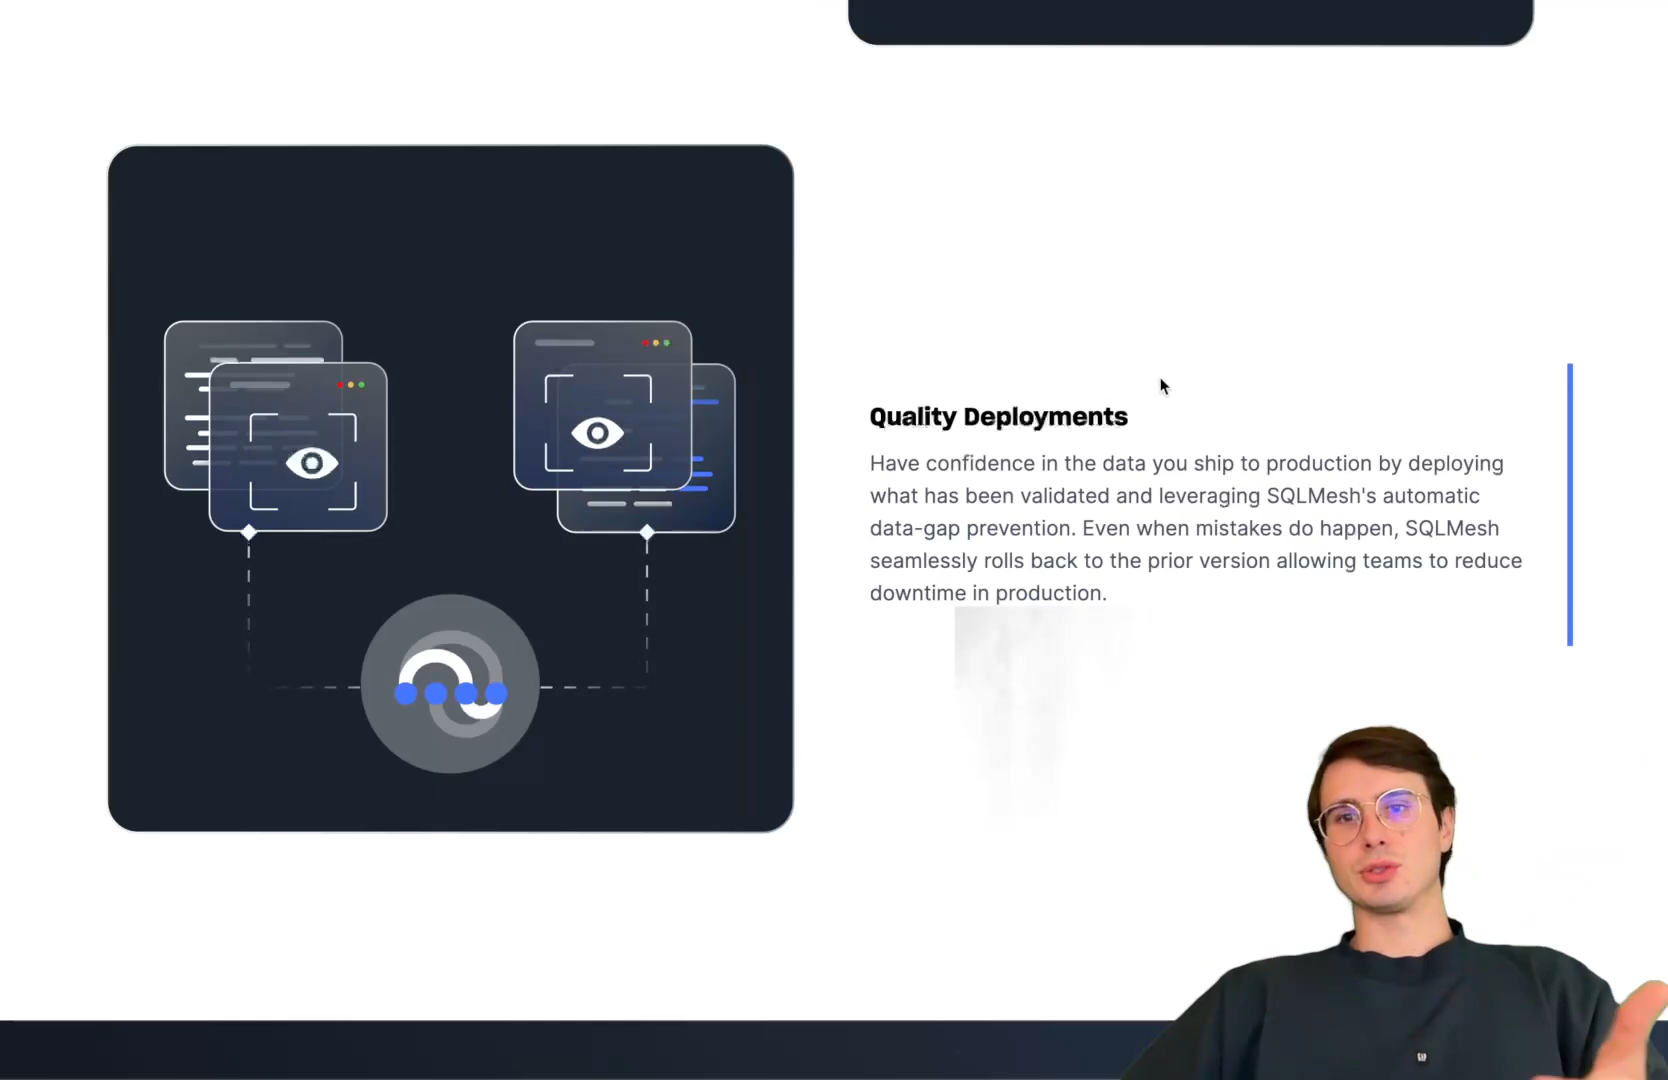 Quality Deployments
Have confidence in the data you ship to production by deploying
what has been validated and leveraging SQLMesh's automatic
data-gap prevention. Even when mistakes do happen, SQLMesh
seamlessly rolls back to the prior version allowing teams to reduce
downtime in production.